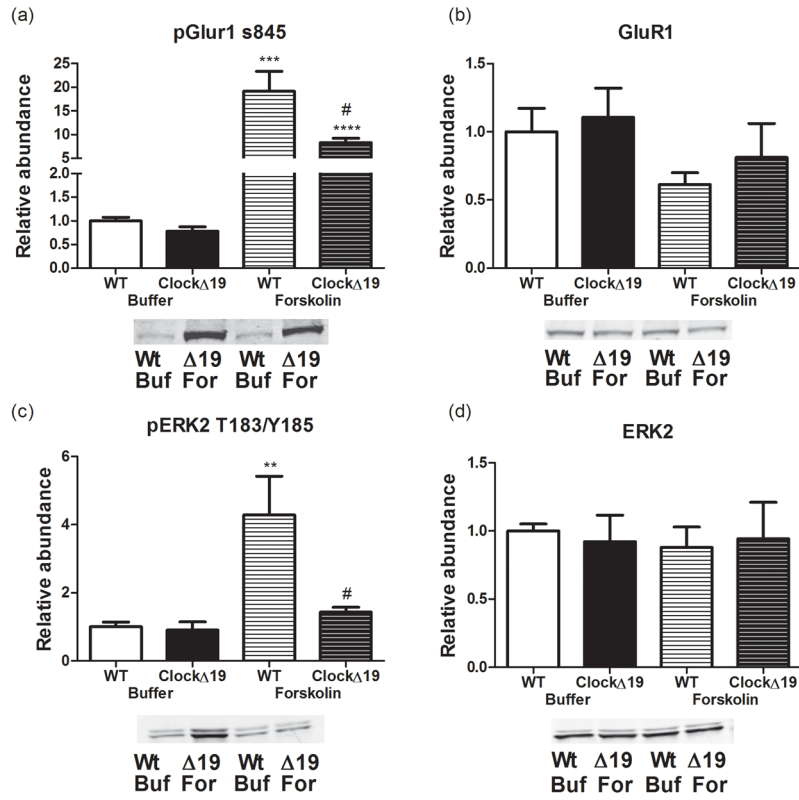 (a)
pGlur1 s845
Relative abundance
25
20
15
10
5
2.0
1.5
1.0
0.5
0.0
***
#
****
WT ClockΔ19 WT ClockΔ19
Buffer Forskolin
Wt Δ19 Wt Δ19
Buf For Buf For
(b)
GluR1
Relative abundance
1.5
1.0
0.5
0.0
WT ClockΔ19 WT ClockΔ19
Buffer Forskolin
Wt Δ19 Wt Δ19
Buf For Buf For
(c)
pERK2 T183/Y185
Relative abundance
6
4
2
0
**
#
WT ClockΔ19 WT ClockΔ19
Buffer Forskolin
Wt Δ19 Wt Δ19
Buf For Buf For
(d)
ERK2
Relative abundance
1.5
1.0
0.5
0.0
WT ClockΔ19 WT ClockΔ19
Buffer Forskolin
Wt Δ19 Wt Δ19
Buf For Buf For